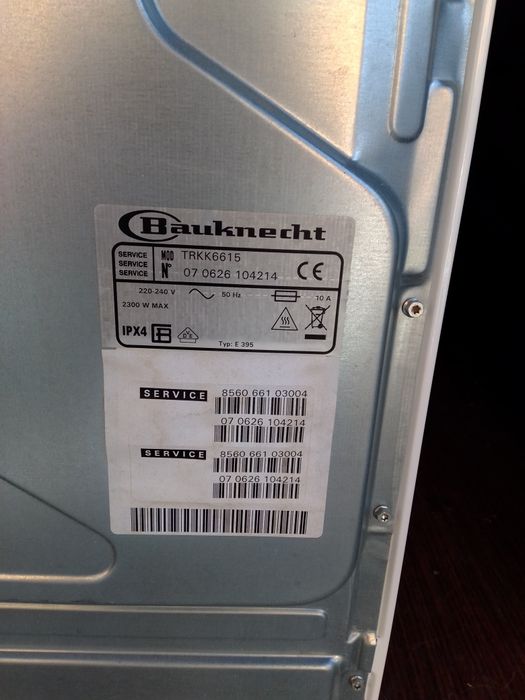 Bauknecht
SERVICE MOD TRKK6615
SERVICE
SERVICE N° 07 0626 104214 CE
220-240 V 50 Hz 10 A
2300 W MAX
IPX4
Typ: E 395
SERVICE 8560 661 03004
07 0626 104214
SERVICE 8560 661 03004
07 0626 104214